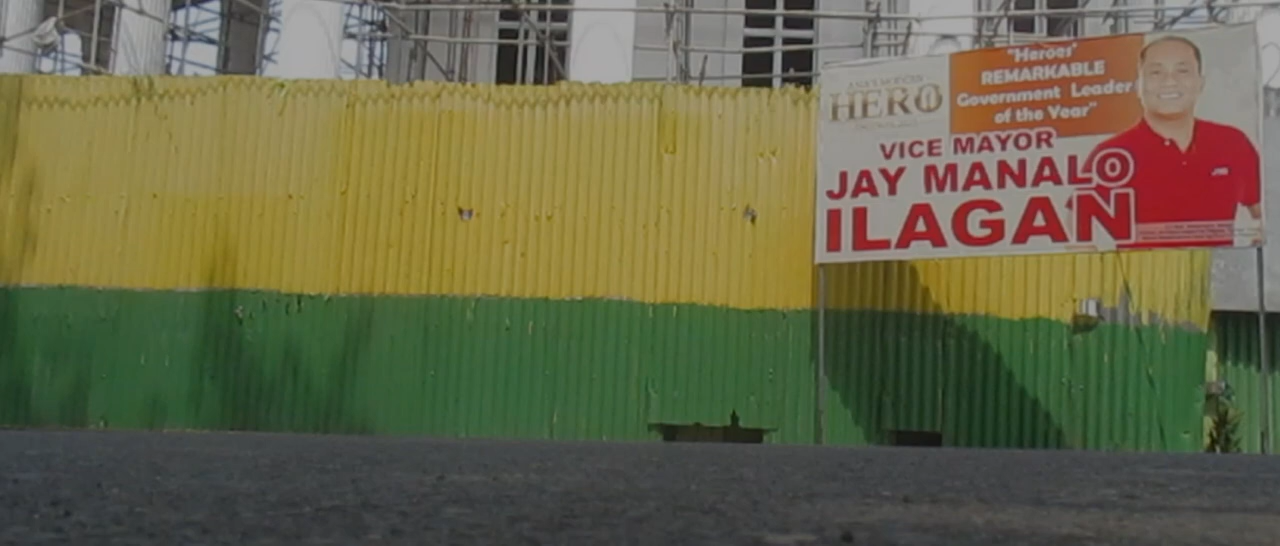 HERO
"Heroes'
REMARKABLE
Government Leader
of the Year"
VICE MAYOR
JAY MANALO
ILAGAN